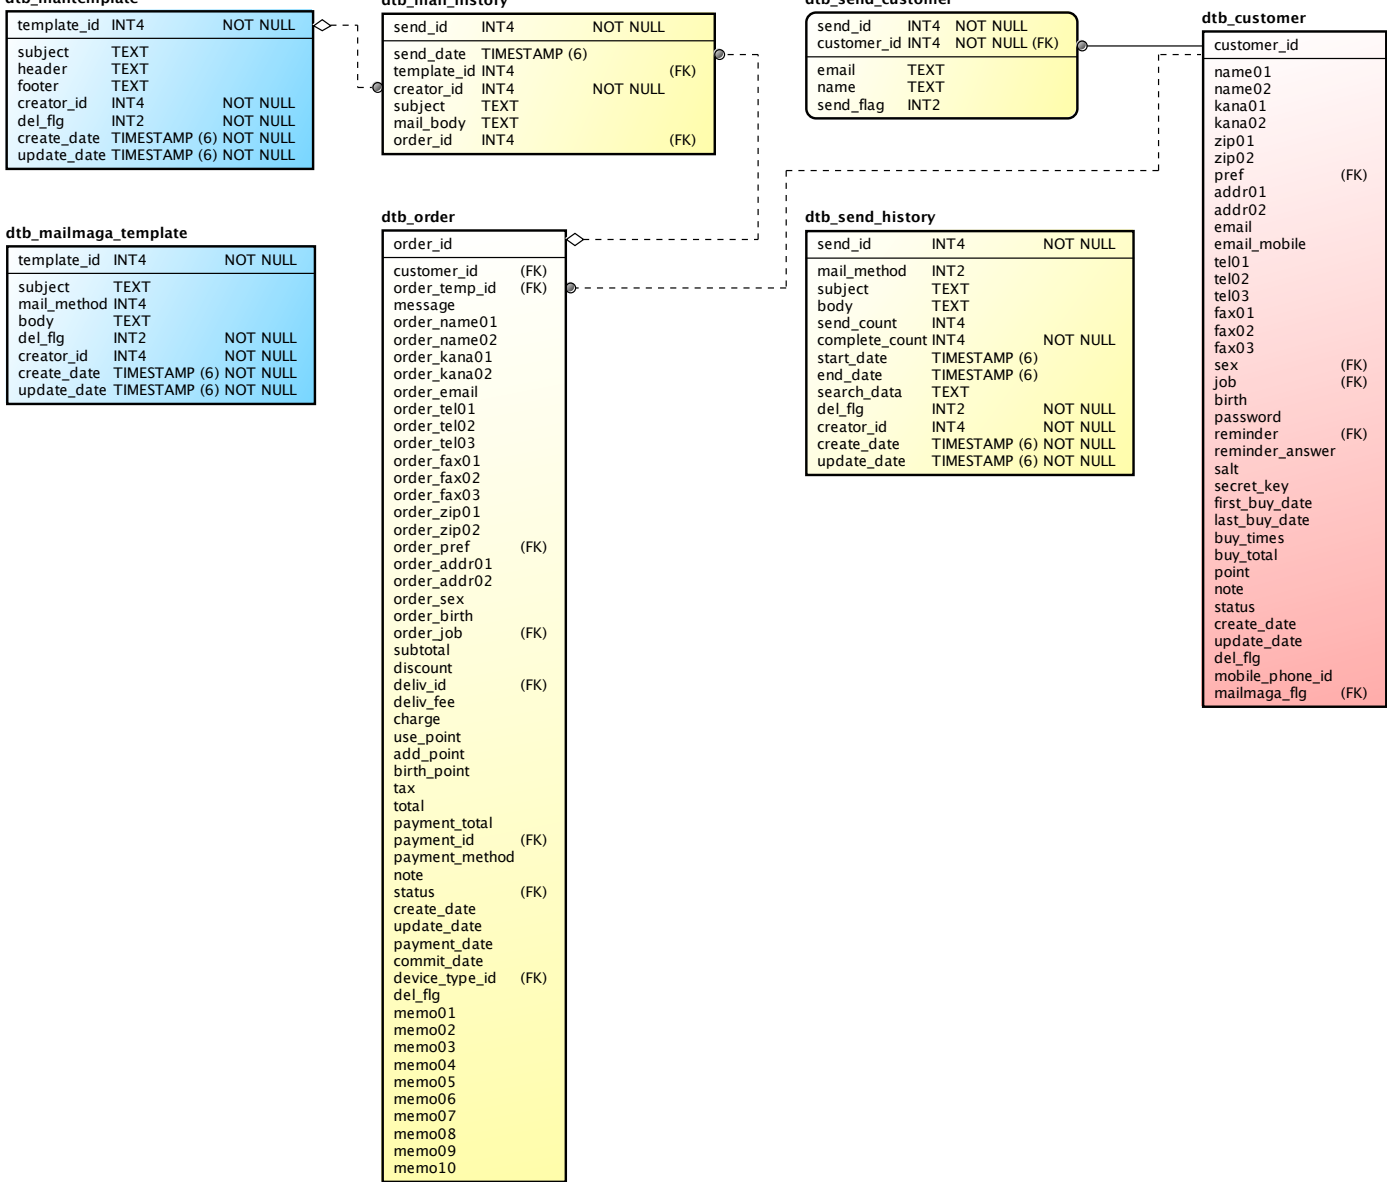 dtb_mailtemplate
template_id INT4 NOT NULL
subject TEXT
header TEXT
footer TEXT
creator_id INT4 NOT NULL
del_flg INT2 NOT NULL
create_date TIMESTAMP (6) NOT NULL
update_date TIMESTAMP (6) NOT NULL
dtb_mail_history
send_id INT4 NOT NULL
send_date TIMESTAMP (6)
template_id INT4 (FK)
creator_id INT4 NOT NULL
subject TEXT
mail_body TEXT
order_id INT4 (FK)
dtb_send_customer
send_id INT4 NOT NULL
customer_id INT4 NOT NULL (FK)
email TEXT
name TEXT
send_flag INT2
dtb_customer
customer_id
name01
name02
kana01
kana02
zip01
zip02
pref (FK)
addr01
addr02
email
email_mobile
tel01
tel02
tel03
fax01
fax02
fax03
sex (FK)
job (FK)
birth
password
reminder (FK)
reminder_answer
salt
secret_key
first_buy_date
last_buy_date
buy_times
buy_total
point
note
status
create_date
update_date
del_flg
mobile_phone_id
mailmaga_flg (FK)
dtb_mailmaga_template
template_id INT4 NOT NULL
subject TEXT
mail_method INT4
body TEXT
del_flg INT2 NOT NULL
creator_id INT4 NOT NULL
create_date TIMESTAMP (6) NOT NULL
update_date TIMESTAMP (6) NOT NULL
dtb_order
order_id
customer_id (FK)
order_temp_id (FK)
message
order_name01
order_name02
order_kana01
order_kana02
order_email
order_tel01
order_tel02
order_tel03
order_fax01
order_fax02
order_fax03
order_zip01
order_zip02
order_pref (FK)
order_addr01
order_addr02
order_sex
order_birth
order_job (FK)
subtotal
discount
deliv_id (FK)
deliv_fee
charge
use_point
add_point
birth_point
tax
total
payment_total
payment_id (FK)
payment_method
note
status (FK)
create_date
update_date
payment_date
commit_date
device_type_id (FK)
del_flg
memo01
memo02
memo03
memo04
memo05
memo06
memo07
memo08
memo09
memo10
dtb_send_history
send_id INT4 NOT NULL
mail_method INT2
subject TEXT
body TEXT
send_count INT4
complete_count INT4 NOT NULL
start_date TIMESTAMP (6)
end_date TIMESTAMP (6)
search_data TEXT
del_flg INT2 NOT NULL
creator_id INT4 NOT NULL
create_date TIMESTAMP (6) NOT NULL
update_date TIMESTAMP (6) NOT NULL